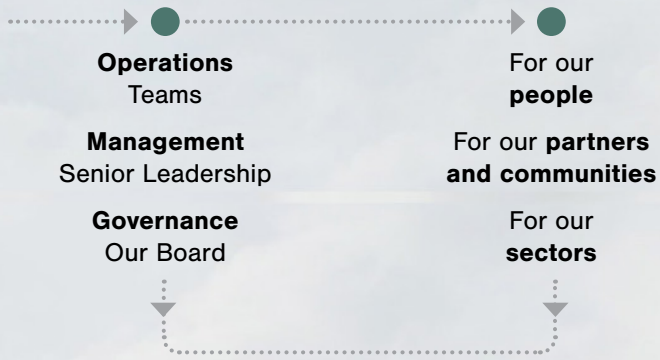 Operations
Teams
Management
Senior Leadership
Governance
Our Board
For our
people
For our partners
and communities
For our
sectors